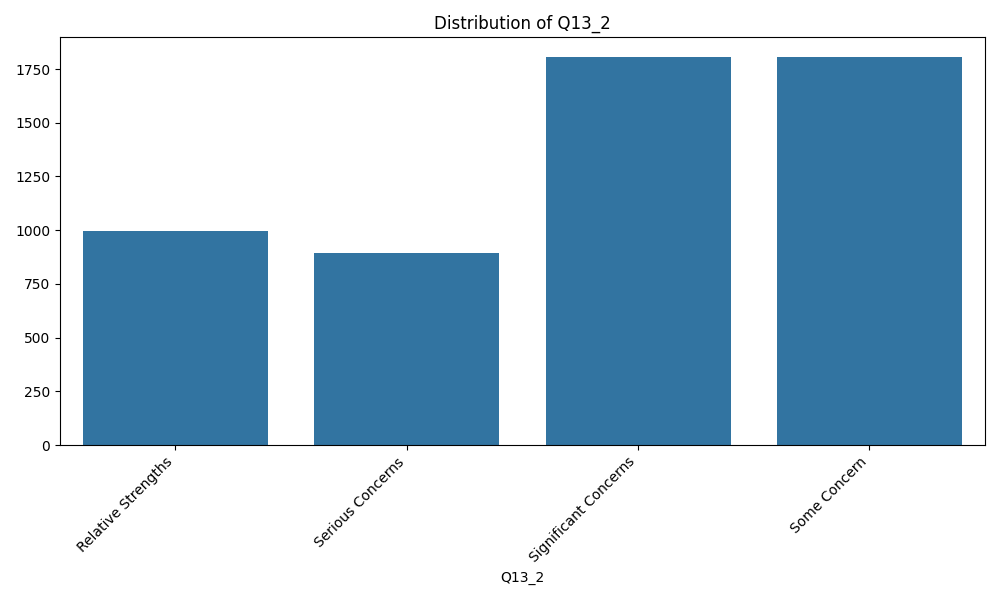 Distribution of Q13_2
1750
1500
1250
1000
750
500
250
0
Relative Strengths
Serious Concerns
Significant Concerns
Some Concern
Q13_2